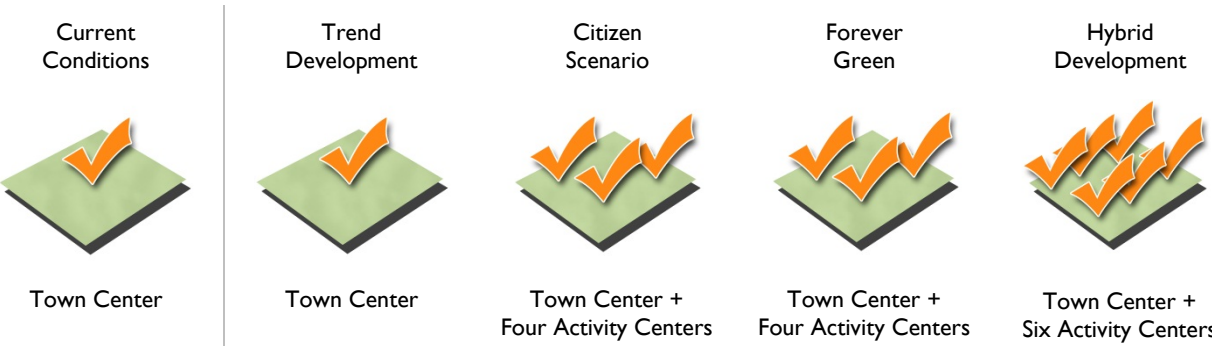 Current
Conditions
Trend
Development
Citizen
Scenario
Forever
Green
Hybrid
Development
Town Center
Town Center
Town Center +
Four Activity Centers
Town Center +
Four Activity Centers
Town Center +
Six Activity Centers